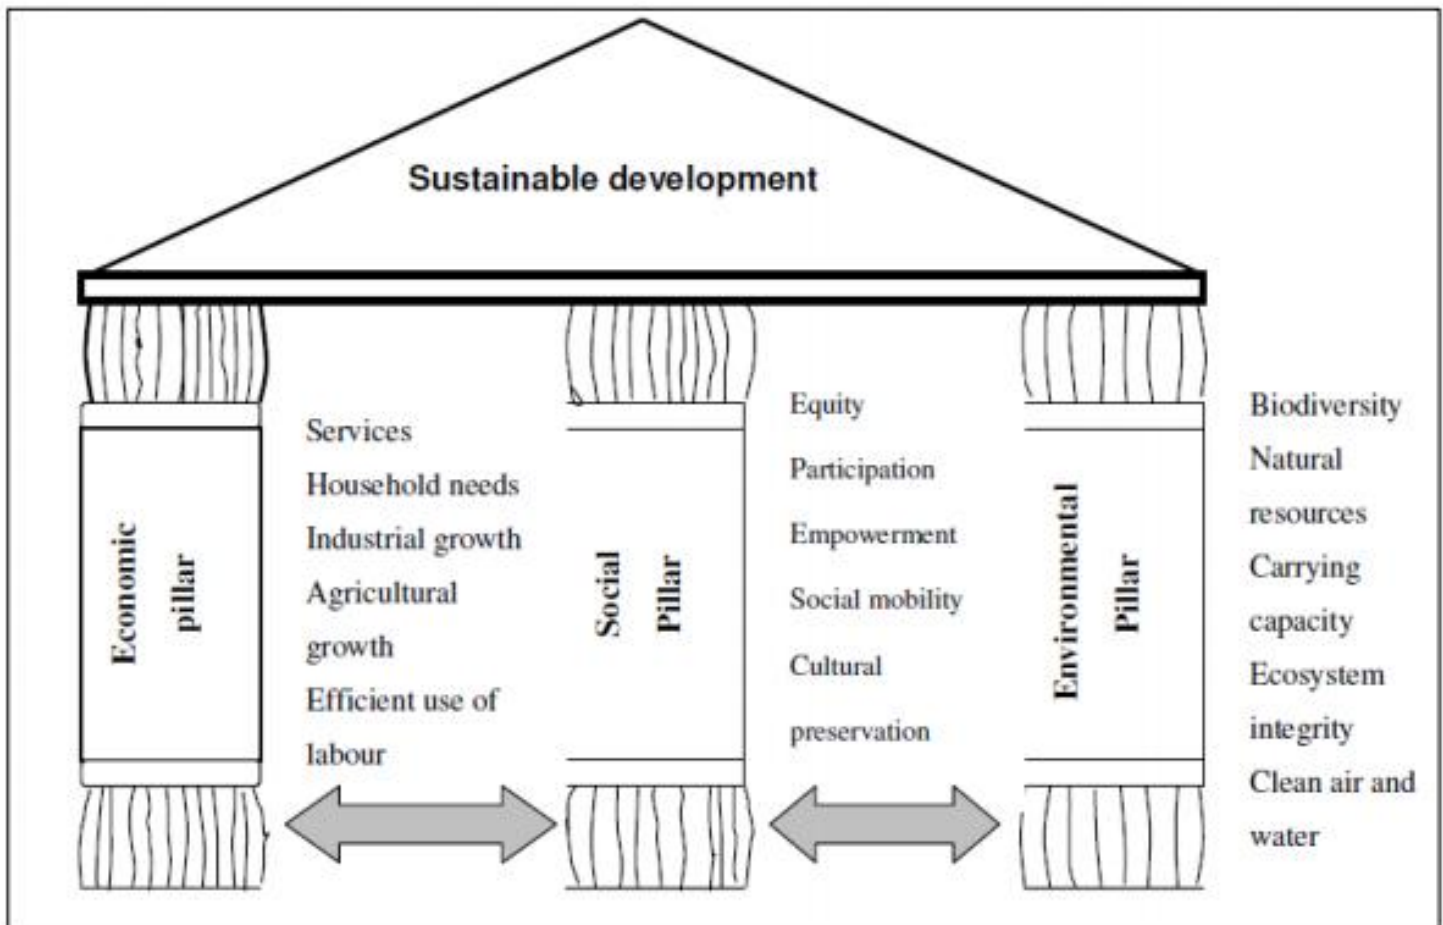 Sustainable development
Economic
pillar
Services
Household needs
Industrial growth
Agricultural
growth
Efficient use of
labour
Social
Pillar
Equity
Participation
Empowerment
Social mobility
Cultural
preservation
Environmental
Pillar
Biodiversity
Natural
resources
Carrying
capacity
Ecosystem
integrity
Clean air and
water